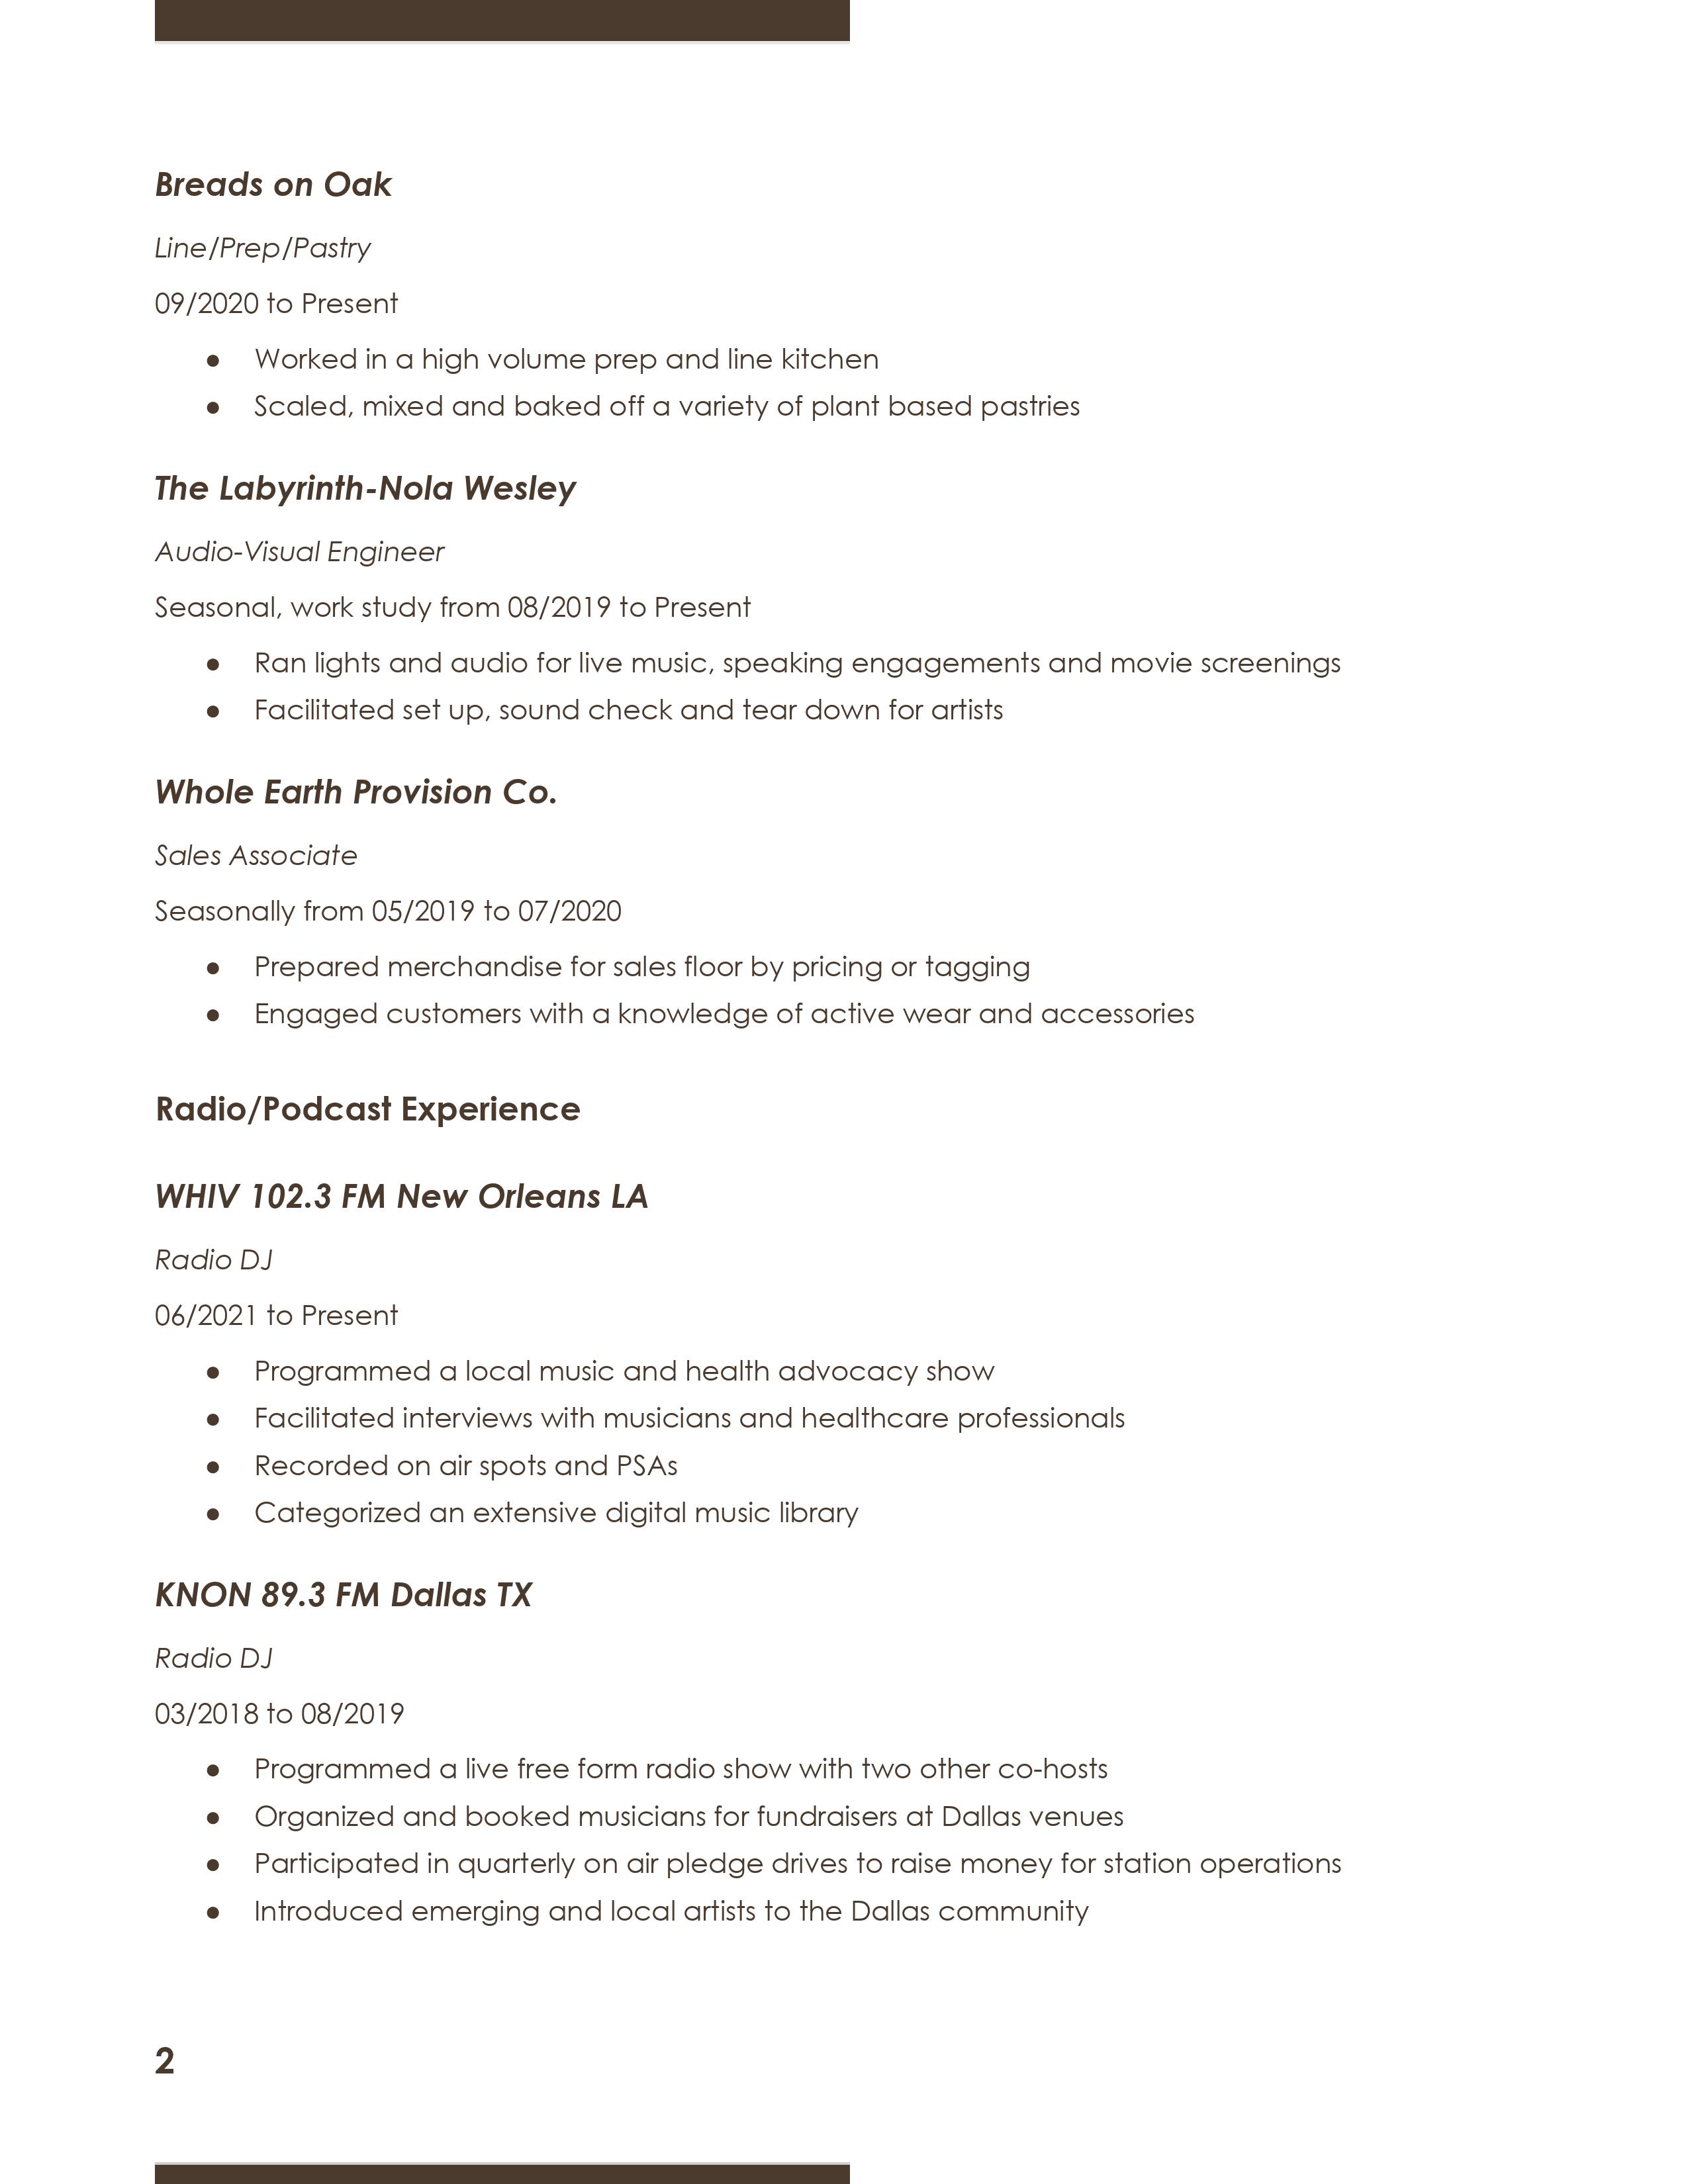 Breads on Oak
Line/Prep/Pastry
09/2020 to Present
● Worked in a high volume prep and line kitchen
● Scaled, mixed and baked off a variety of plant based pastries
The Labyrinth-Nola Wesley
Audio-Visual Engineer
Seasonal, work study from 08/2019 to Present
● Ran lights and audio for live music, speaking engagements and movie screenings
● Facilitated set up, sound check and tear down for artists
Whole Earth Provision Co.
Sales Associate
Seasonally from 05/2019 to 07/2020
● Prepared merchandise for sales floor by pricing or tagging
● Engaged customers with a knowledge of active wear and accessories
Radio/Podcast Experience
WHIV 102.3 FM New Orleans LA
Radio DJ
06/2021 to Present
● Programmed a local music and health advocacy show
● Facilitated interviews with musicians and healthcare professionals
● Recorded on air spots and PSAs
● Categorized an extensive digital music library
KNON 89.3 FM Dallas TX
Radio DJ
03/2018 to 08/2019
● Programmed a live free form radio show with two other co-hosts
● Organized and booked musicians for fundraisers at Dallas venues
● Participated in quarterly on air pledge drives to raise money for station operations
● Introduced emerging and local artists to the Dallas community
2